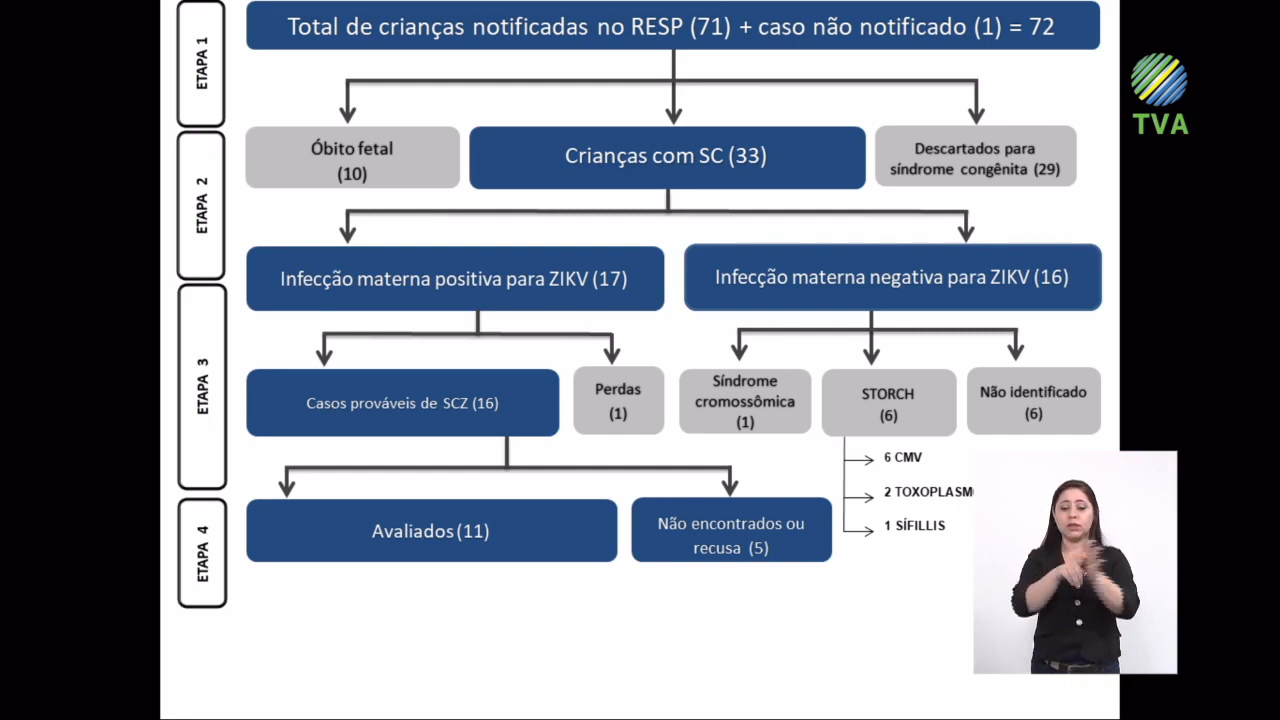 ETAPA 1
Total de crianças notificadas no RESP (71) + caso não notificado (1) = 72
TVA
ETAPA 2
Óbito fetal
(10)
Crianças com SC (33)
Descartados para
síndrome congênita (29)
Infecção materna positiva para ZIKV (17)
Infecção materna negativa para ZIKV (16)
ETAPA 3
Casos prováveis de SCZ (16)
Perdas
(1)
Síndrome
cromossômica
(1)
STORCH
(6)
Não identificado
(6)
6 CMV
2 TOXOPLASM
1 SÍFILLIS
ETAPA 4
Avaliados (11)
Não encontrados ou
recusa (5)